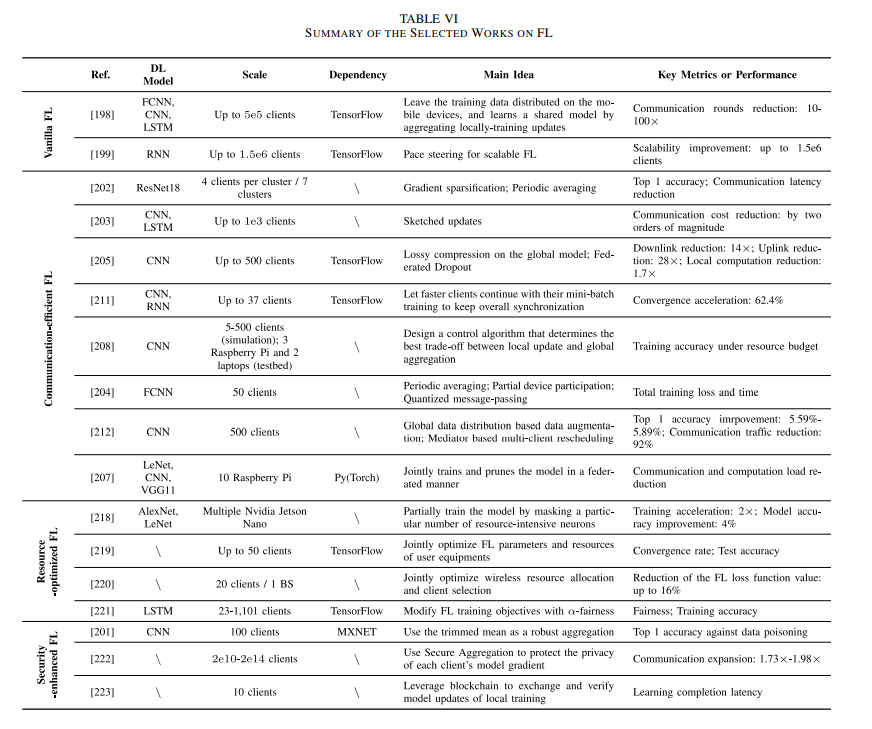 TABLE VI
SUMMARY OF THE SELECTED WORKS ON FL
Ref. DL Model Scale Dependency Main Idea Key Metrics or Performance
Vanilla FL
[198] FCNN, CNN, LSTM Up to 5e5 clients TensorFlow Leave the training data distributed on the mobile devices, and learns a shared model by aggregating locally-training updates Communication rounds reduction: 10-100×
[199] RNN Up to 1.5e6 clients TensorFlow Pace steering for scalable FL Scalability improvement: up to 1.5e6 clients
Communication-efficient FL
[202] ResNet18 4 clients per cluster / 7 clusters \ Gradient sparsification; Periodic averaging Top 1 accuracy; Communication latency reduction
[203] CNN, LSTM Up to 1e3 clients \ Sketched updates Communication cost reduction: by two orders of magnitude
[205] CNN Up to 500 clients TensorFlow Lossy compression on the global model; Federated Dropout Downlink reduction: 14×; Uplink reduction: 28×; Local computation reduction: 1.7×
[211] CNN, RNN Up to 37 clients TensorFlow Let faster clients continue with their mini-batch training to keep overall synchronization Convergence acceleration: 62.4%
[208] CNN 5-500 clients (simulation); 3 Raspberry Pi and 2 laptops (testbed) \ Design a control algorithm that determines the best trade-off between local update and global aggregation Training accuracy under resource budget
[204] FCNN 50 clients \ Periodic averaging; Partial device participation; Quantized message-passing Total training loss and time
[212] CNN 500 clients \ Global data distribution based data augmentation; Mediator based multi-client rescheduling Top 1 accuracy imrpovement: 5.59%-5.89%; Communication traffic reduction: 92%
[207] LeNet, CNN, VGG11 10 Raspberry Pi Py(Torch) Jointly trains and prunes the model in a federated manner Communication and computation load reduction
Resource -optimized FL
[218] AlexNet, LeNet Multiple Nvidia Jetson Nano \ Partially train the model by masking a particular number of resource-intensive neurons Training acceleration: 2×; Model accuracy improvement: 4%
[219] \ Up to 50 clients TensorFlow Jointly optimize FL parameters and resources of user equipments Convergence rate; Test accuracy
[220] \ 20 clients / 1 BS \ Jointly optimize wireless resource allocation and client selection Reduction of the FL loss function value: up to 16%
[221] LSTM 23-1,101 clients TensorFlow Modify FL training objectives with α-fairness Fairness; Training accuracy
Security -enhanced FL
[201] CNN 100 clients MXNET Use the trimmed mean as a robust aggregation Top 1 accuracy against data poisoning
[222] \ 2e10-2e14 clients \ Use Secure Aggregation to protect the privacy of each client's model gradient Communication expansion: 1.73×-1.98×
[223] \ 10 clients \ Leverage blockchain to exchange and verify model updates of local training Learning completion latency